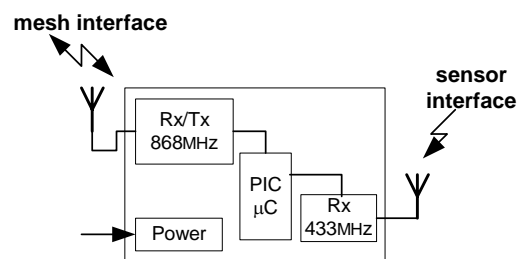 mesh interface
sensor
interface
Rx/Tx
868MHz
PIC
µC
Rx
433MHz
Power